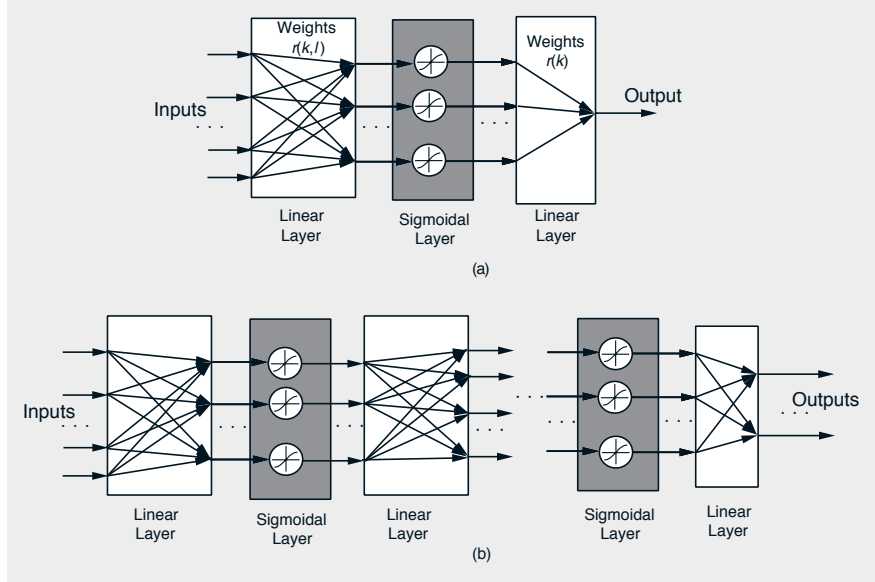 Weights
r(k,l)
Weights
r(k)
Inputs
. . .
. . .
. . .
Output
Linear
Layer
Sigmoidal
Layer
Linear
Layer
(a)
Inputs
. . .
. . .
. . .
. . .
. . . .
. . . .
. . .
. . .
Outputs
Linear
Layer
Sigmoidal
Layer
Linear
Layer
Sigmoidal
Layer
Linear
Layer
(b)